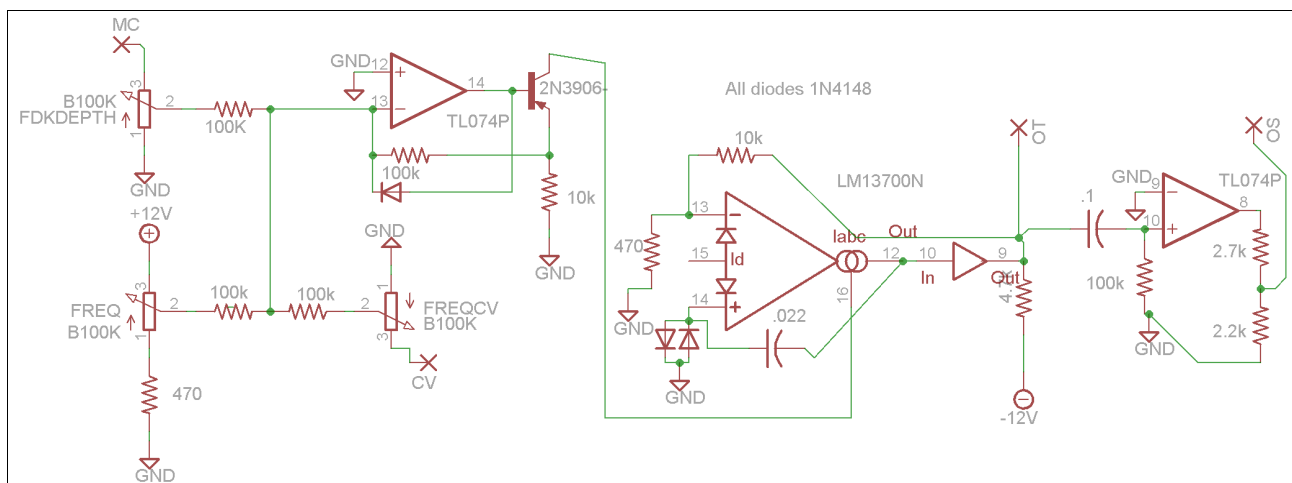 MC
3
B100K
FDKDEPTH
2
1
GND
100K
GND
12
+
13
−
14
TL074P
2N3906
100k
10k
GND
+12V
+
3
FREQ
B100K
2
1
470
GND
100k
100k
GND
1
2
3
FREQCV
B100K
CV
All diodes 1N4148
10k
LM13700N
13
−
470
15
Id
14
+
GND
GND
.022
Iabc
Out
12
16
10
In
9
Out
−
-12V
OT
.1
GND
9
−
10
+
TL074P
8
100k
GND
2.7k
2.2k
OS